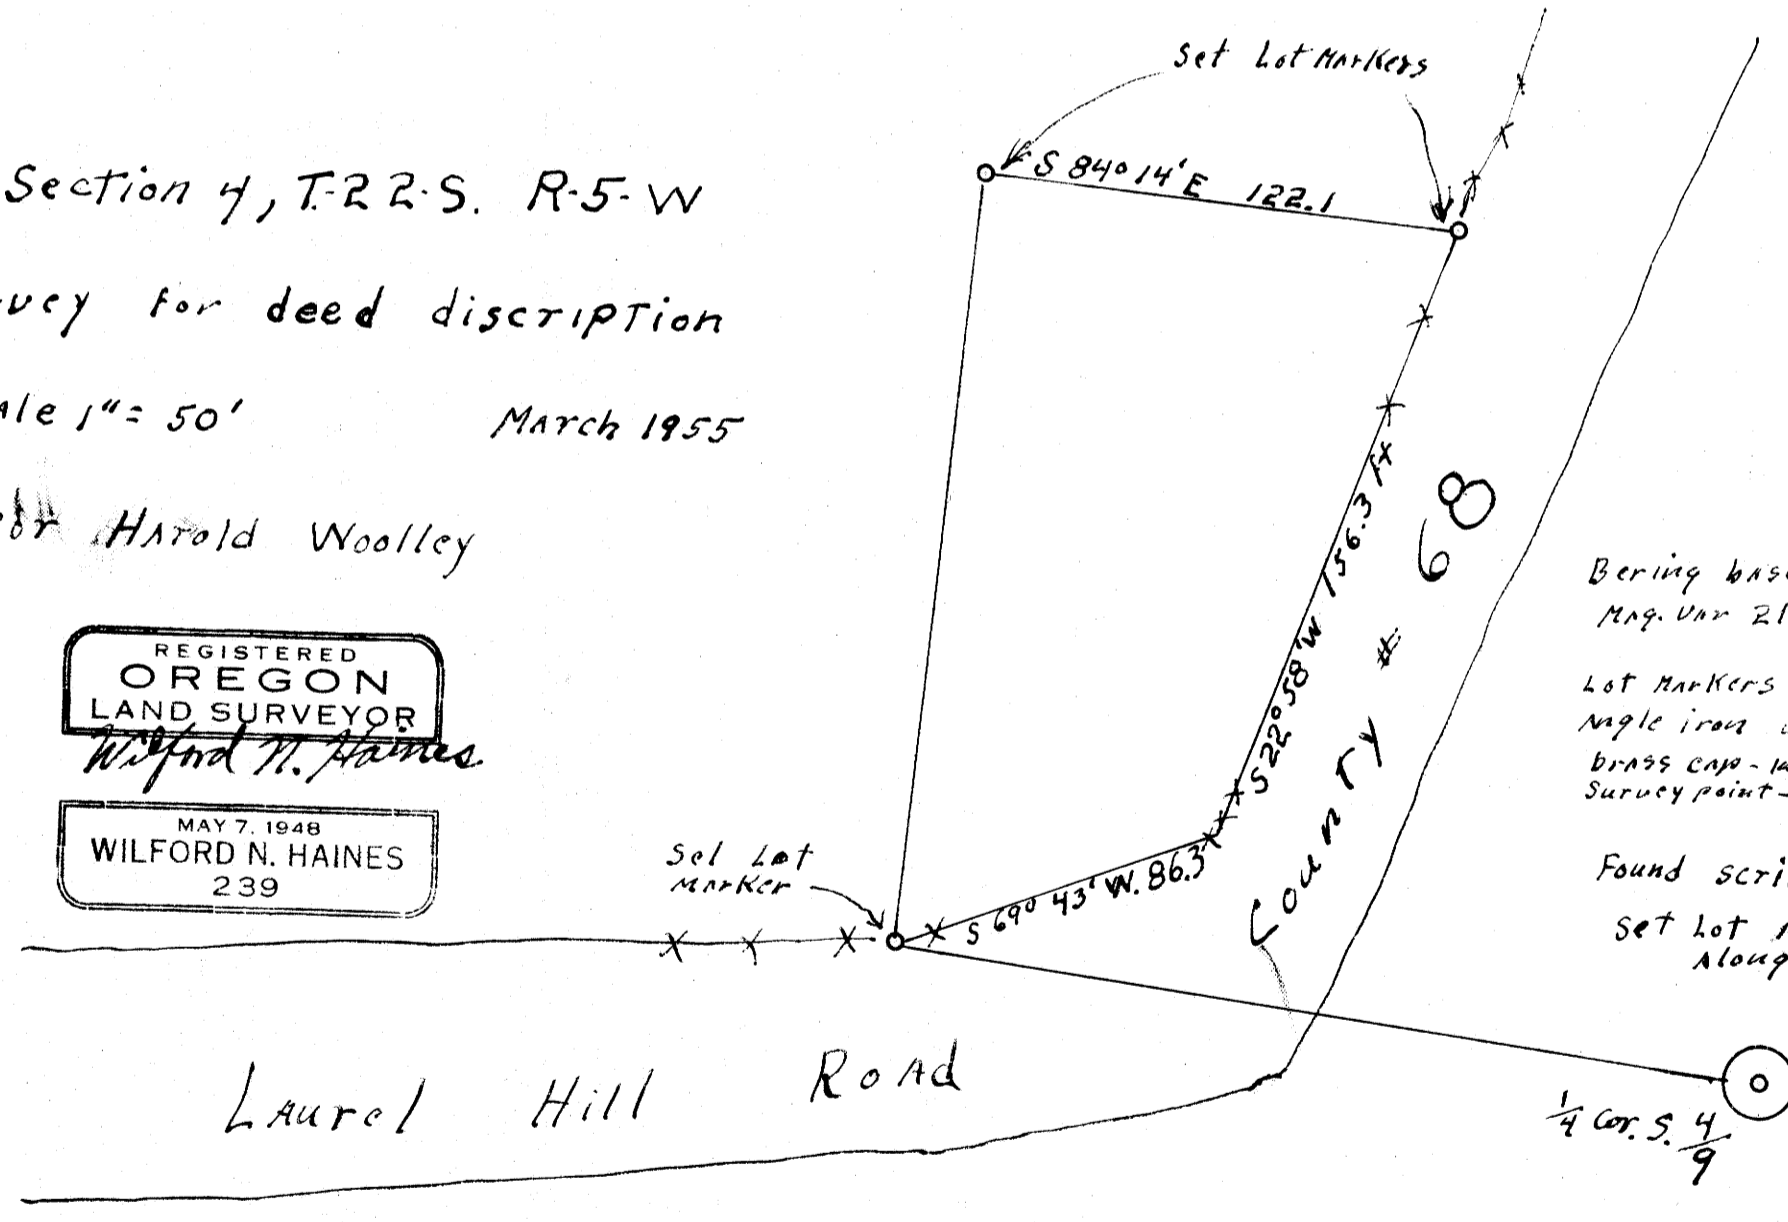 Section 4, T-22-S. R-5-W
for deed discription
1" = 50' March 1955
Harold Woolley
REGISTERED
OREGON
LAND SURVEYOR
Wilford N. Haines
MAY 7, 1948
WILFORD N. HAINES
239
Set Lot Markers
S 84° 14' E 122.1
S 22° 58' W 156.3 ft
S 69° 43' W. 86.3'
Set Lot
Marker
County # 68
Laurel Hill Road
Bering
Mag. Var 21
Lot Markers
Angle iron
brass cap -
Survey point -
Found
Set Lot
Along
1/4 Cor. S. 4/9